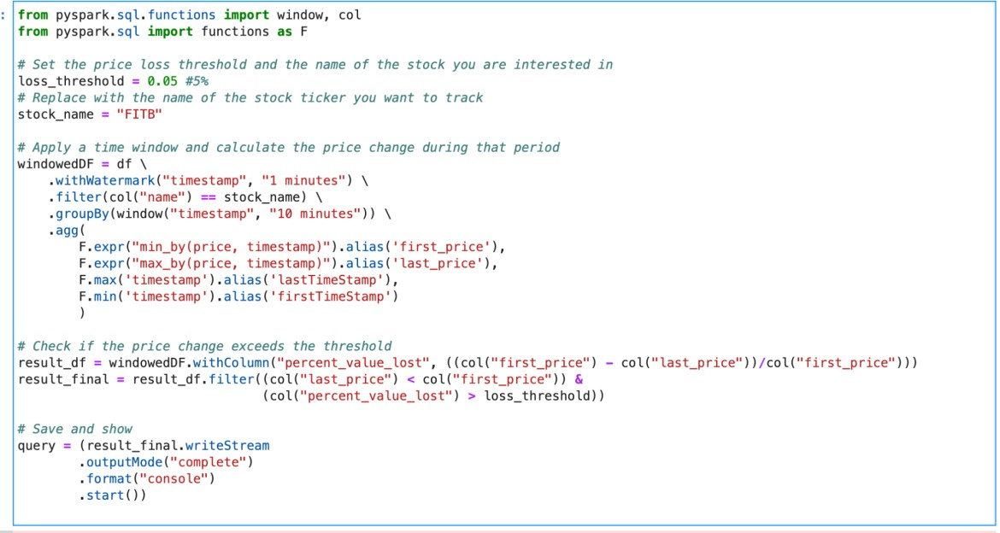 : from pyspark.sql.functions import window, col
from pyspark.sql import functions as F
# Set the price loss threshold and the name of the stock you are interested in
loss_threshold = 0.05 #5%
# Replace with the name of the stock ticker you want to track
stock_name = "FITB"
# Apply a time window and calculate the price change during that period
windowedDF = df \
    .withWatermark("timestamp", "1 minutes") \
    .filter(col("name") == stock_name) \
    .groupBy(window("timestamp", "10 minutes")) \
    .agg(
        F.expr("min_by(price, timestamp)").alias('first_price'),
        F.expr("max_by(price, timestamp)").alias('last_price'),
        F.max('timestamp').alias('lastTimeStamp'),
        F.min('timestamp').alias('firstTimeStamp')
        )
# Check if the price change exceeds the threshold
result_df = windowedDF.withColumn("percent_value_lost", ((col("first_price") - col("last_price"))/col("first_price")))
result_final = result_df.filter((col("last_price") < col("first_price")) &
                                (col("percent_value_lost") > loss_threshold))
# Save and show
query = (result_final.writeStream
        .outputMode("complete")
        .format("console")
        .start())